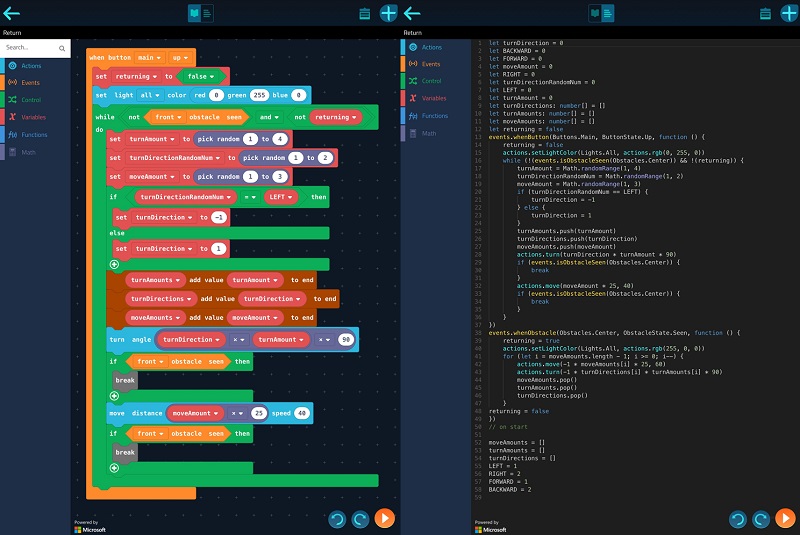 Return
Search...
Actions
Events
Control
Variables
Functions
Math
when button main up
set returning to false
set light all color red 0 green 255 blue 0
while not front obstacle seen and not returning
do
set turnAmount to pick random 1 to 4
set turnDirectionRandomNum to pick random 1 to 2
set moveAmount to pick random 1 to 3
if turnDirectionRandomNum = LEFT then
set turnDirection to -1
else
set turnDirection to 1
turnAmounts add value turnAmount to end
turnDirections add value turnDirection to end
moveAmounts add value moveAmount to end
turn angle turnDirection × turnAmount × 90
if front obstacle seen then
break
move distance moveAmount × 25 speed 40
if front obstacle seen then
break
Powered by
Microsoft
Return
Actions
Events
Control
Variables
Functions
Math
1 let turnDirection = 0
2 let BACKWARD = 0
3 let FORWARD = 0
4 let moveAmount = 0
5 let RIGHT = 0
6 let turnDirectionRandomNum = 0
7 let LEFT = 0
8 let turnAmount = 0
9 let turnDirections: number[] = []
10 let turnAmounts: number[] = []
11 let moveAmounts: number[] = []
12 let returning = false
13 events.whenButton(Buttons.Main, ButtonState.Up, function () {
14 returning = false
15 actions.setLightColor(Lights.All, actions.rgb(0, 255, 0))
16 while (!(events.isObstacleSeen(Obstacles.Center)) && !(returning)) {
17 turnAmount = Math.randomRange(1, 4)
18 turnDirectionRandomNum = Math.randomRange(1, 2)
19 moveAmount = Math.randomRange(1, 3)
20 if (turnDirectionRandomNum == LEFT) {
21 turnDirection = -1
22 } else {
23 turnDirection = 1
24 }
25 turnAmounts.push(turnAmount)
26 turnDirections.push(turnDirection)
27 moveAmounts.push(moveAmount)
28 actions.turn(turnDirection * turnAmount * 90)
29 if (events.isObstacleSeen(Obstacles.Center)) {
30 break
31 }
32 actions.move(moveAmount * 25, 40)
33 if (events.isObstacleSeen(Obstacles.Center)) {
34 break
35 }
36 }
37 })
38 events.whenObstacle(Obstacles.Center, ObstacleState.Seen, function () {
39 returning = true
40 actions.setLightColor(Lights.All, actions.rgb(255, 0, 0))
41 for (let i = moveAmounts.length - 1; i >= 0; i--) {
42 actions.move(-1 * moveAmounts[i] * 25, 60)
43 actions.turn(-1 * turnDirections[i] * turnAmounts[i] * 90)
44 moveAmounts.pop()
45 turnAmounts.pop()
46 turnDirections.pop()
47 }
48 returning = false
49 })
50 // on start
51
52 moveAmounts = []
53 turnAmounts = []
54 turnDirections = []
55 LEFT = 1
56 RIGHT = 2
57 FORWARD = 1
58 BACKWARD = 2
59
Powered by
Microsoft